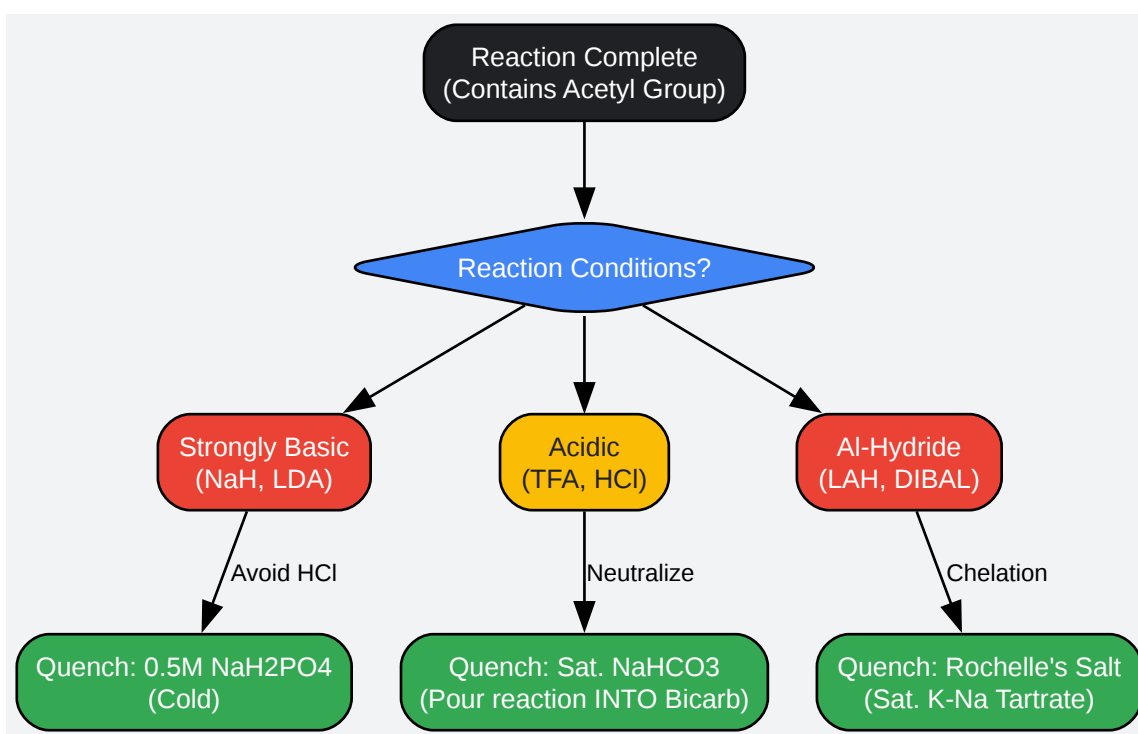 Reaction Complete
(Contains Acetyl Group)
Reaction Conditions?
Strongly Basic
(NaH, LDA)
Acidic
(TFA, HCl)
Al-Hydride
(LAH, DIBAL)
Avoid HCl
Neutralize
Chelation
Quench: 0.5M NaH2PO4
(Cold)
Quench: Sat. NaHCO3
(Pour reaction INTO Bicarb)
Quench: Rochelle's Salt
(Sat. K-Na Tartrate)